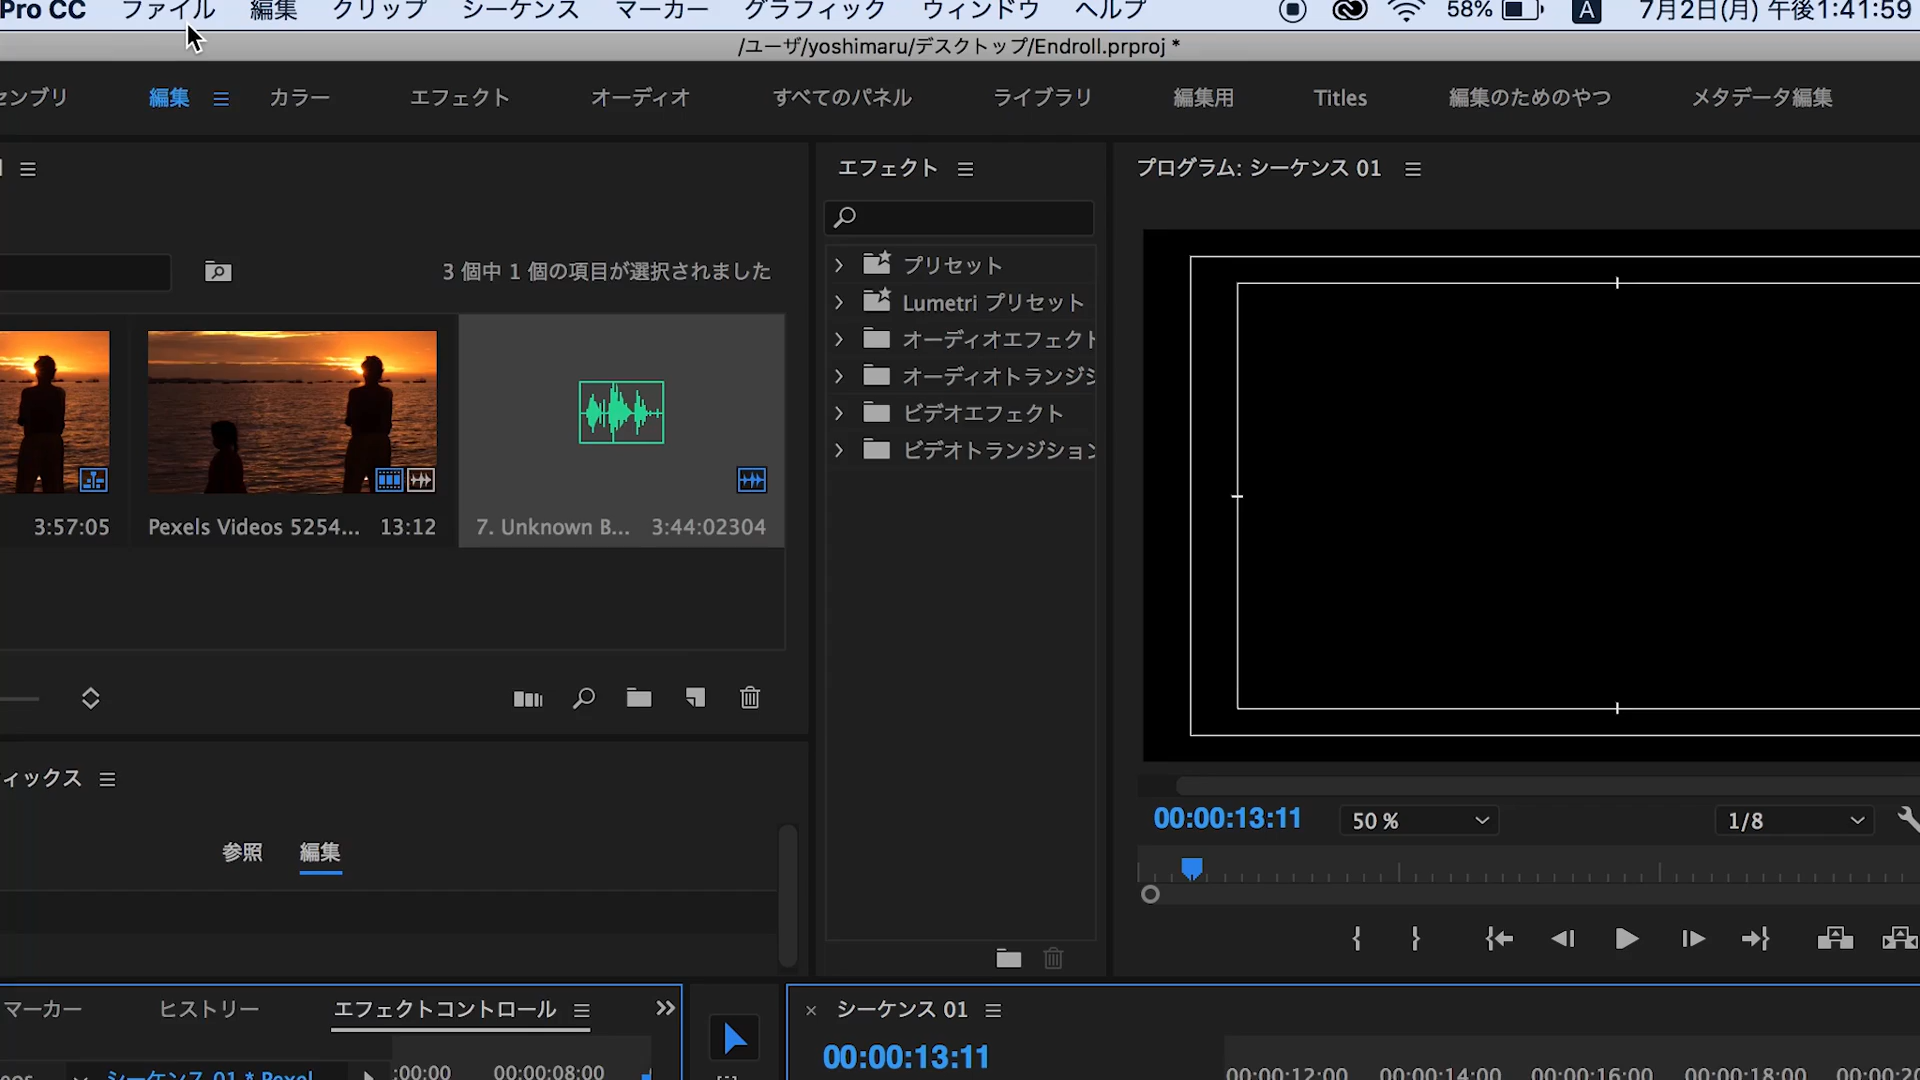 Pro CC ファイル 編集 クリップ シーケンス マーカー グラフィック ウィンドウ ヘルプ 58% A 7月2日(月) 午後1:41:59
/ユーザ/yoshimaru/デスクトップ/Endroll.prproj *
センブリ 編集 カラー エフェクト オーディオ すべてのパネル ライブラリ 編集用 Titles 編集のためのやつ メタデータ編集
エフェクト
プログラム: シーケンス 01
3 個中 1 個の項目が選択されました
プリセット
Lumetri プリセット
オーディオエフェクト
オーディオトランジシ
ビデオエフェクト
ビデオトランジション
3:57:05
Pexels Videos 5254... 13:12
7. Unknown B... 3:44:02304
ィックス
参照 編集
00:00:13:11 50 % 1/8
マーカー ヒストリー エフェクトコントロール
× シーケンス 01
00:00:13:11
シーケンス 01 * Pexel
:00:00 00:00:08:00
00:00:12:00 00:00:14:00 00:00:16:00 00:00:18:00 00:00:20